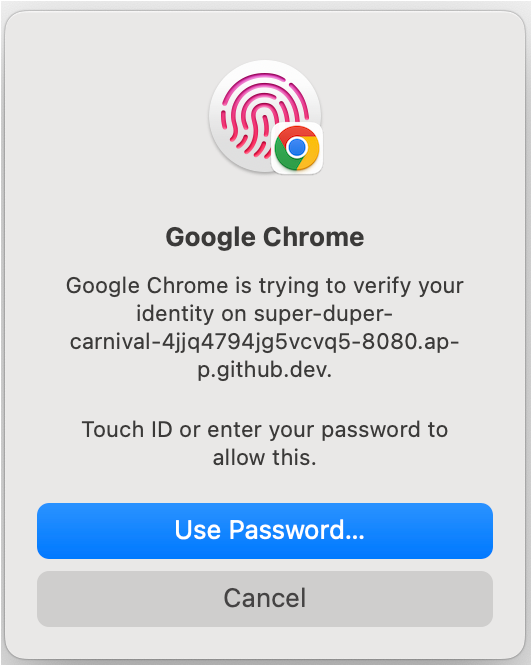 Google Chrome
Google Chrome is trying to verify your
identity on super-duper-
carnival-4jjq4794jg5vcvq5-8080.ap-
p.github.dev.
Touch ID or enter your password to
allow this.
Use Password...
Cancel